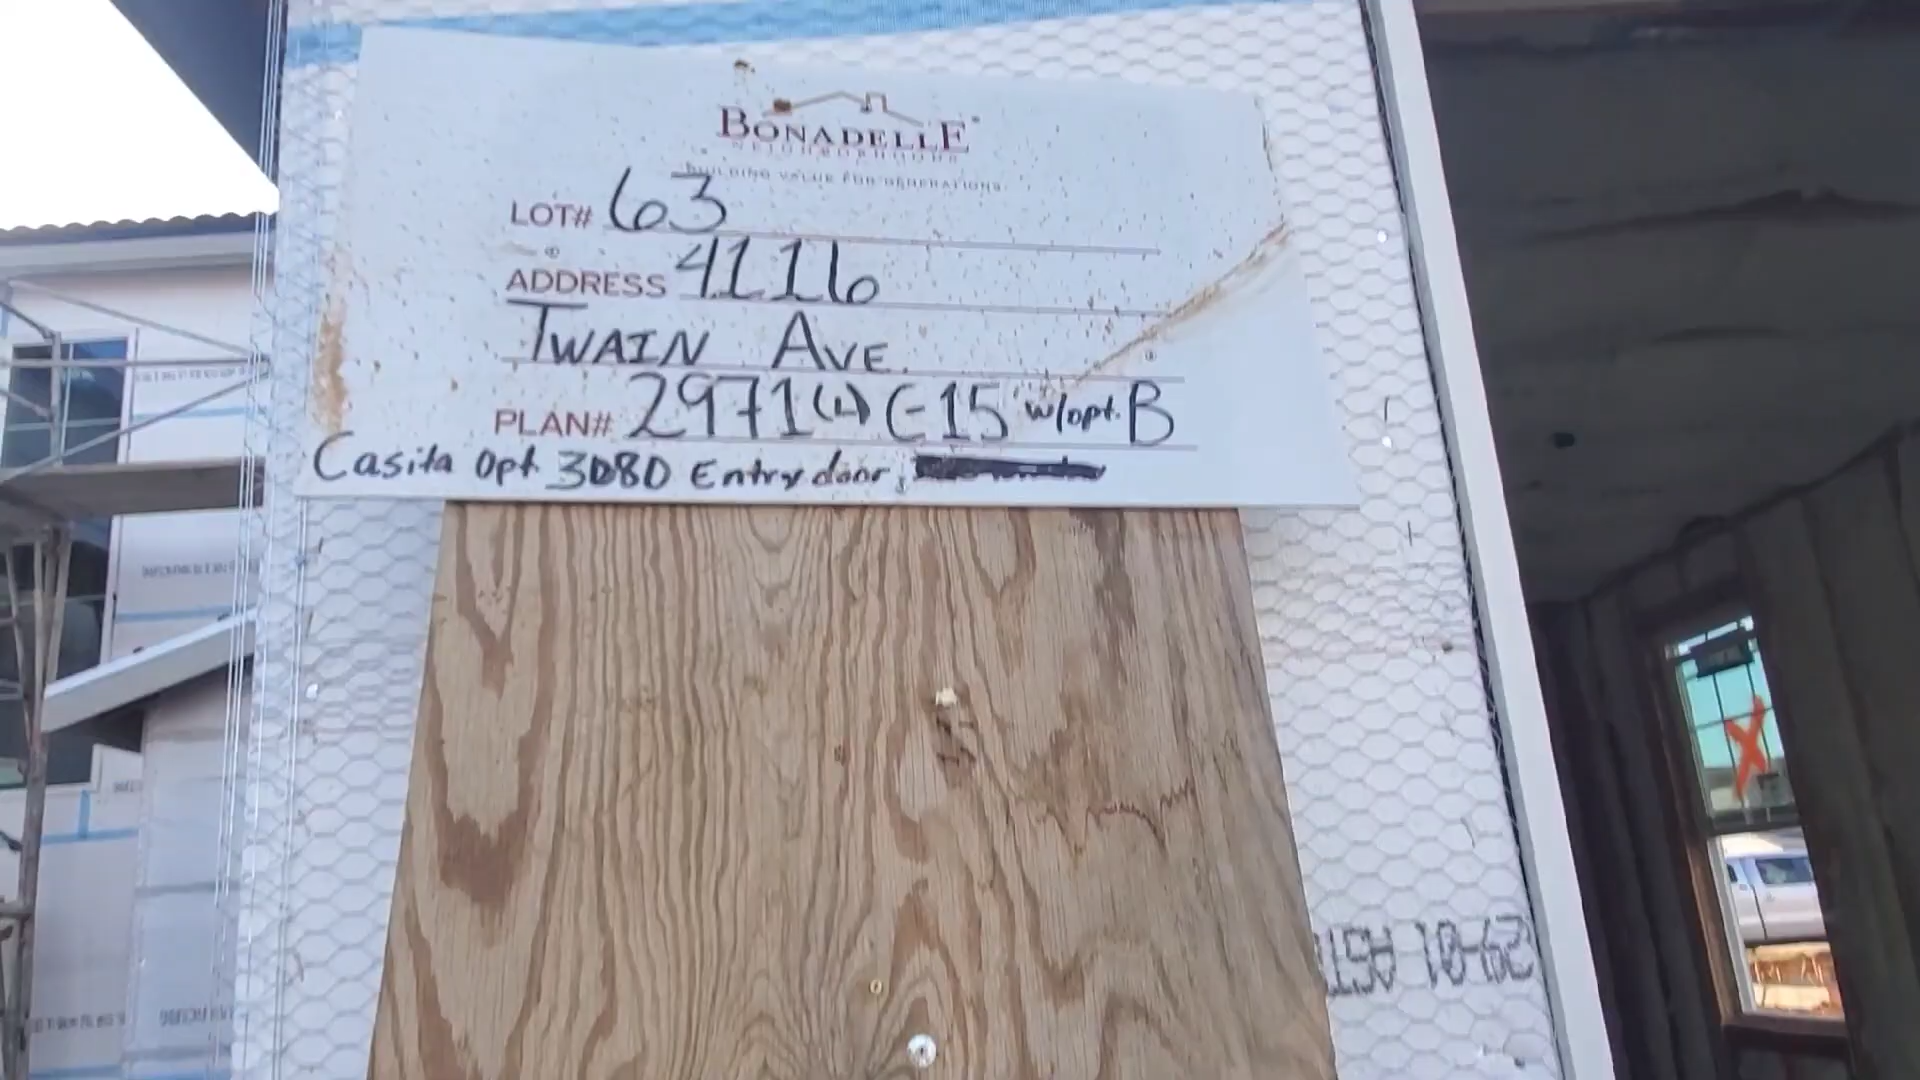 BONADELLE
NEIGHBORHOODS
BUILDING VALUE FOR GENERATIONS
LOT# 63
ADDRESS 4116
TWAIN AVE.
PLAN# 2971(L) C-15 w/opt. B
Casita Opt. 3080 Entry door,